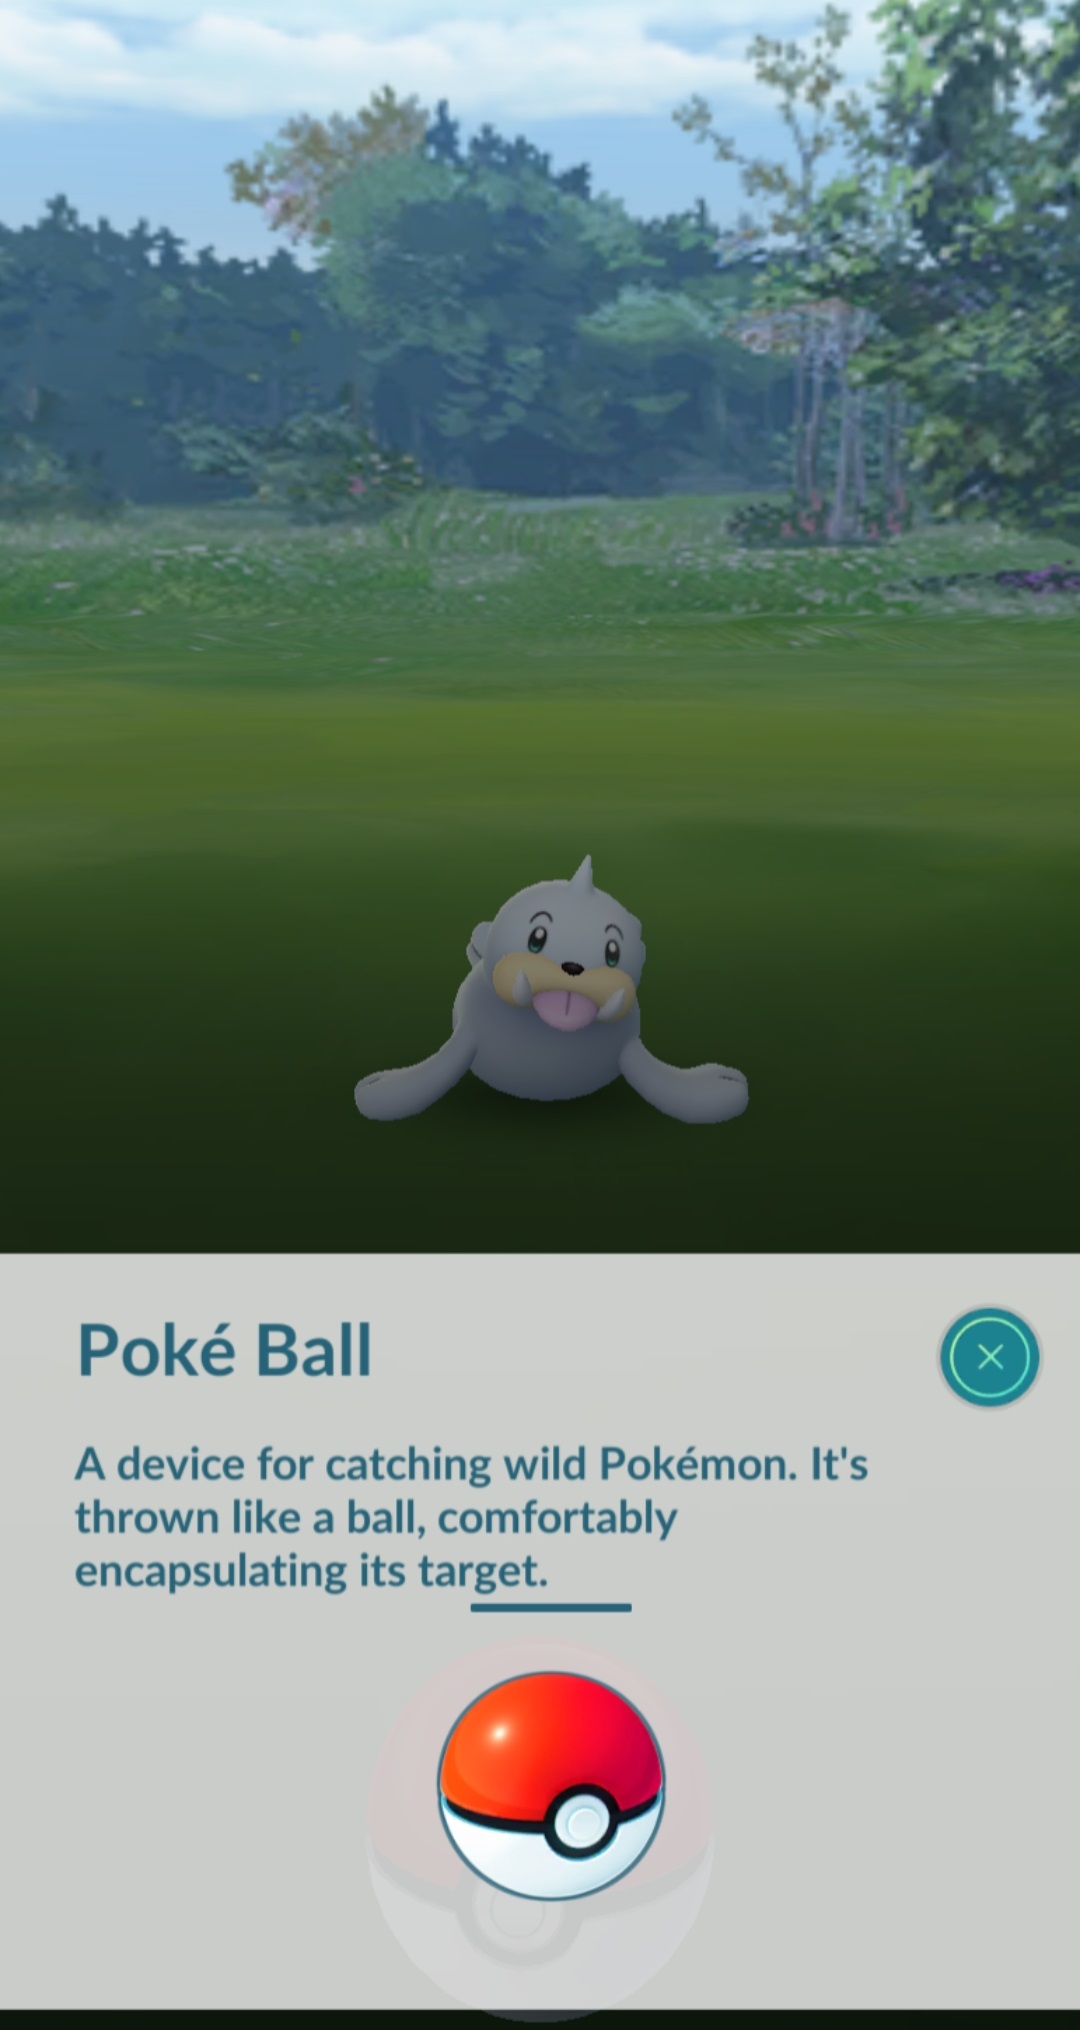 Poké Ball
A device for catching wild Pokémon. It's
thrown like a ball, comfortably
encapsulating its target.